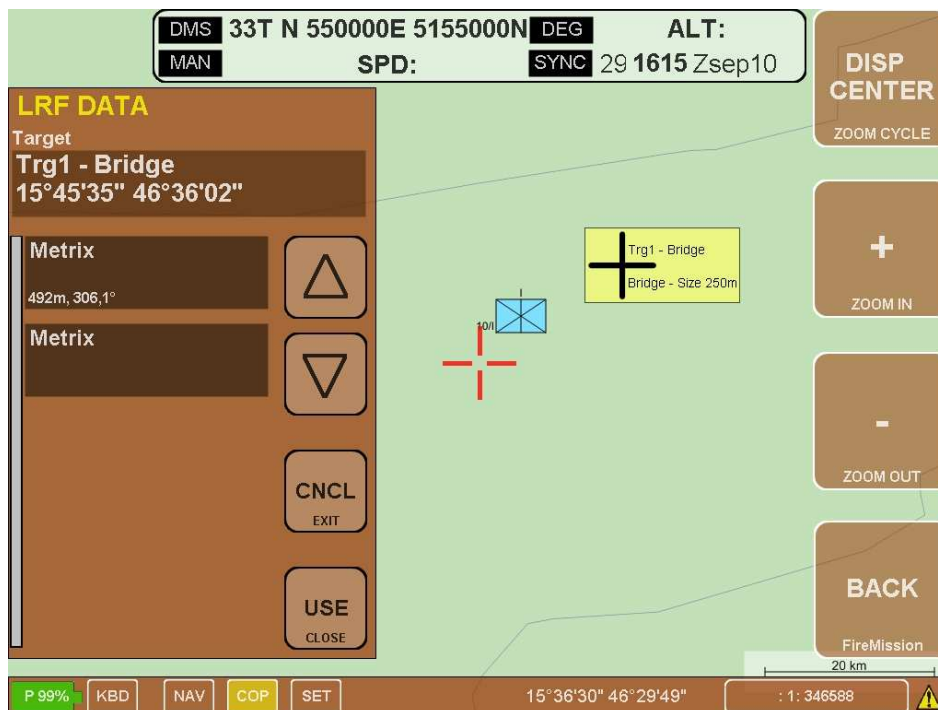 DMS 33T N 550000E 5155000N DEG ALT:
MAN SPD: SYNC 29 1615 Zsep10
DISP
CENTER
ZOOM CYCLE
LRF DATA
Target
Trg1 - Bridge
15°45'35" 46°36'02"
Metrix
492m, 306,1°
Metrix
CNCL
EXIT
USE
CLOSE
Trg1 - Bridge
Bridge - Size 250m
I
10/I
+
ZOOM IN
-
ZOOM OUT
BACK
FireMission
20 km
P 99% KBD NAV COP SET 15°36'30" 46°29'49" : 1: 346588